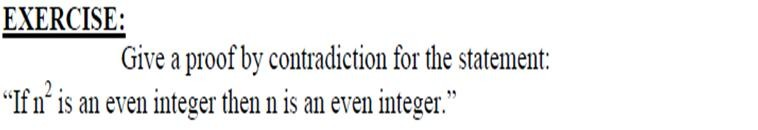 EXERCISE:
Give a proof by contradiction for the statement:
“If n² is an even integer then n is an even integer.”